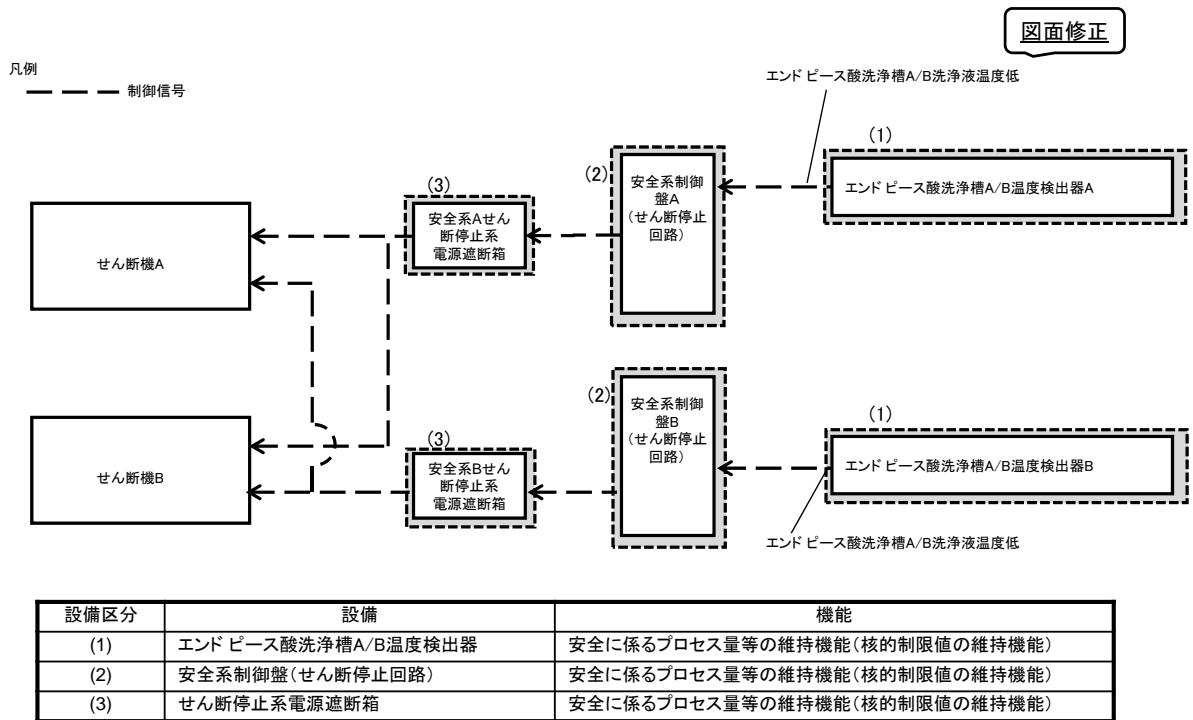 図面修正
凡例
制御信号
エンドピース酸洗浄槽A/B洗浄液温度低
(1)
エンドピース酸洗浄槽A/B温度検出器A
(2)
安全系制御
盤A
(せん断停止
回路)
(3)
安全系Aせん
断停止系
電源遮断箱
せん断機A
(2)
安全系制御
盤B
(せん断停止
回路)
(1)
エンドピース酸洗浄槽A/B温度検出器B
(3)
安全系Bせん
断停止系
電源遮断箱
せん断機B
エンドピース酸洗浄槽A/B洗浄液温度低
設備区分 設備 機能
(1) エンドピース酸洗浄槽A/B温度検出器 安全に係るプロセス量等の維持機能(核的制限値の維持機能)
(2) 安全系制御盤(せん断停止回路) 安全に係るプロセス量等の維持機能(核的制限値の維持機能)
(3) せん断停止系電源遮断箱 安全に係るプロセス量等の維持機能(核的制限値の維持機能)